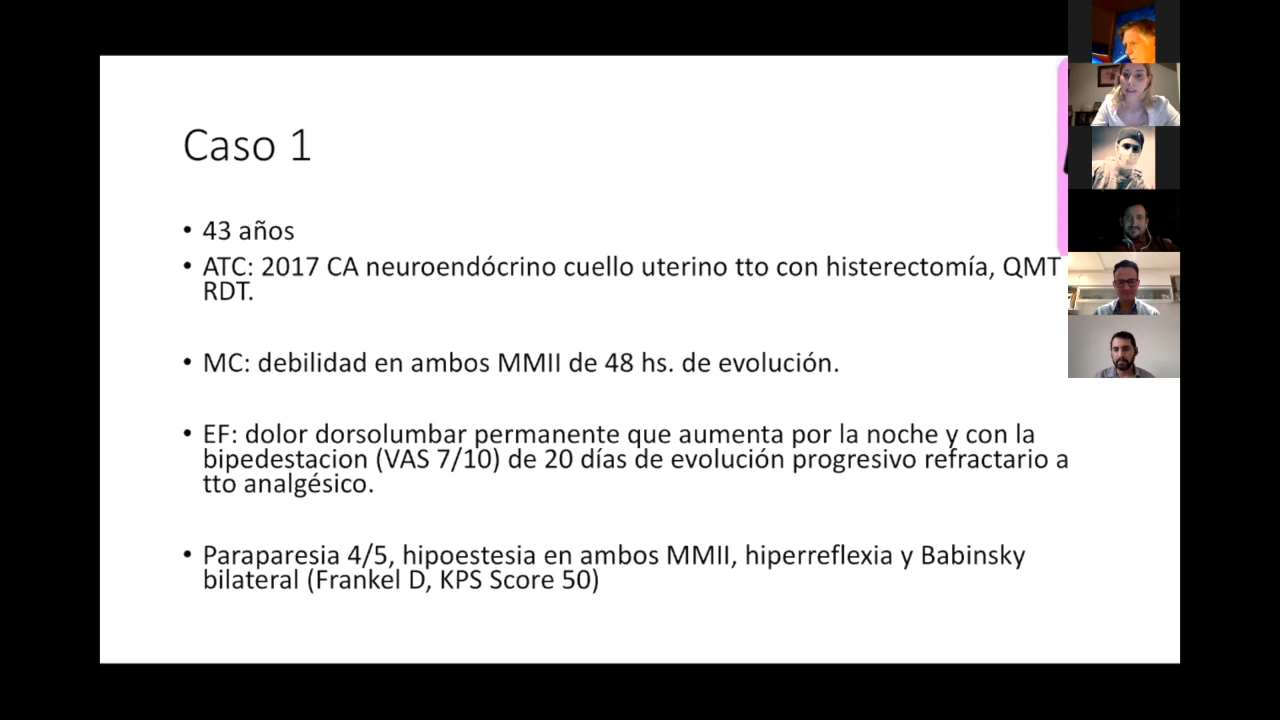 Caso 1
• 43 años
• ATC: 2017 CA neuroendócrino cuello uterino tto con histerectomía, QMT
RDT.
• MC: debilidad en ambos MMII de 48 hs. de evolución.
• EF: dolor dorsolumbar permanente que aumenta por la noche y con la
bipedestacion (VAS 7/10) de 20 días de evolución progresivo refractario a
tto analgésico.
• Paraparesia 4/5, hipoestesia en ambos MMII, hiperreflexia y Babinsky
bilateral (Frankel D, KPS Score 50)